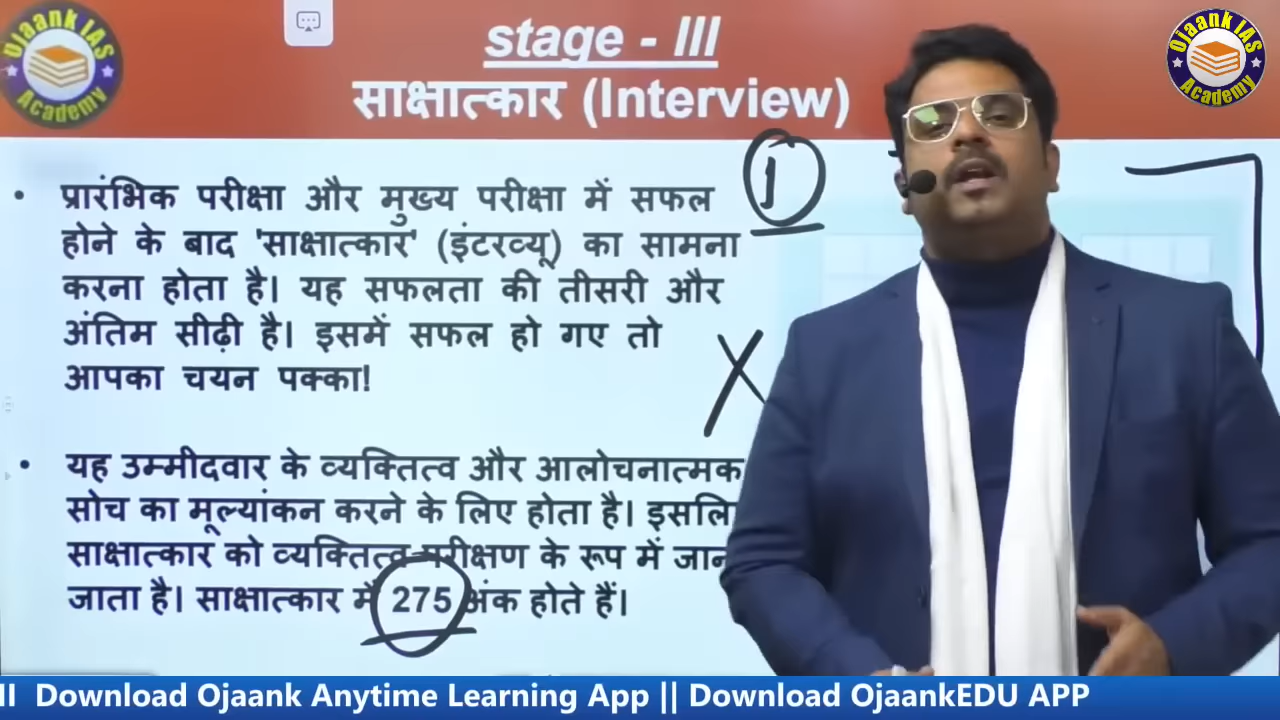 Ojaank IAS
Academy
stage - III
साक्षात्कार (Interview)
Ojaank IAS
Academy
1
• प्रारंभिक परीक्षा और मुख्य परीक्षा में सफल
होने के बाद 'साक्षात्कार' (इंटरव्यू) का सामना
करना होता है। यह सफलता की तीसरी और
अंतिम सीढ़ी है। इसमें सफल हो गए तो
आपका चयन पक्का!
X
• यह उम्मीदवार के व्यक्तित्व और आलोचनात्मक
सोच का मूल्यांकन करने के लिए होता है।
साक्षात्कार को व्यक्तित्व परीक्षण के रूप में
जाता है। साक्षात्कार में 275 अंक होते हैं।
II Download Ojaank Anytime Learning App || Download OjaankEDU APP